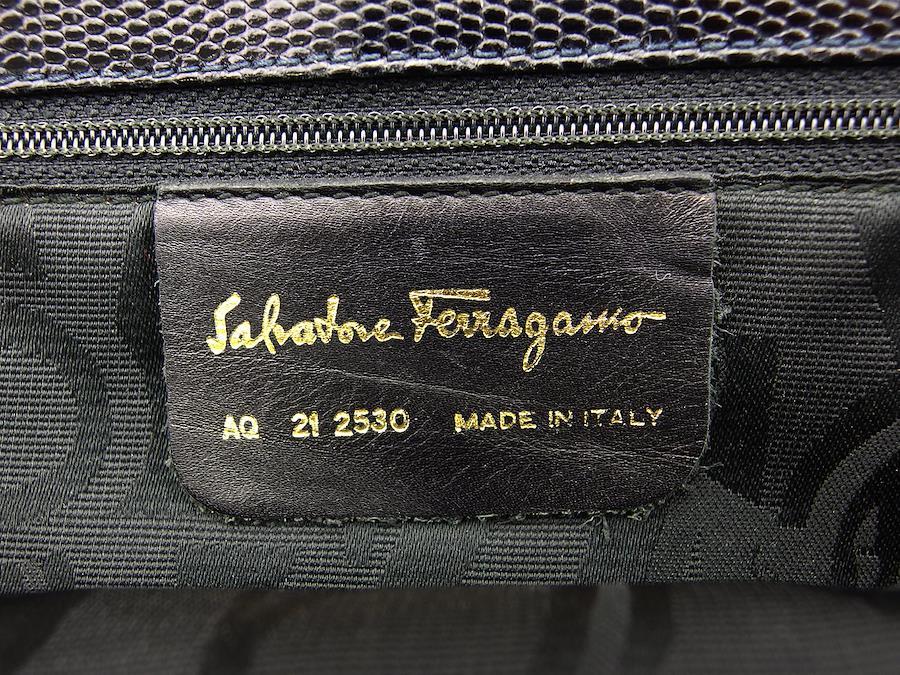 Salvatore Ferragamo
AQ 21 2530 MADE IN ITALY